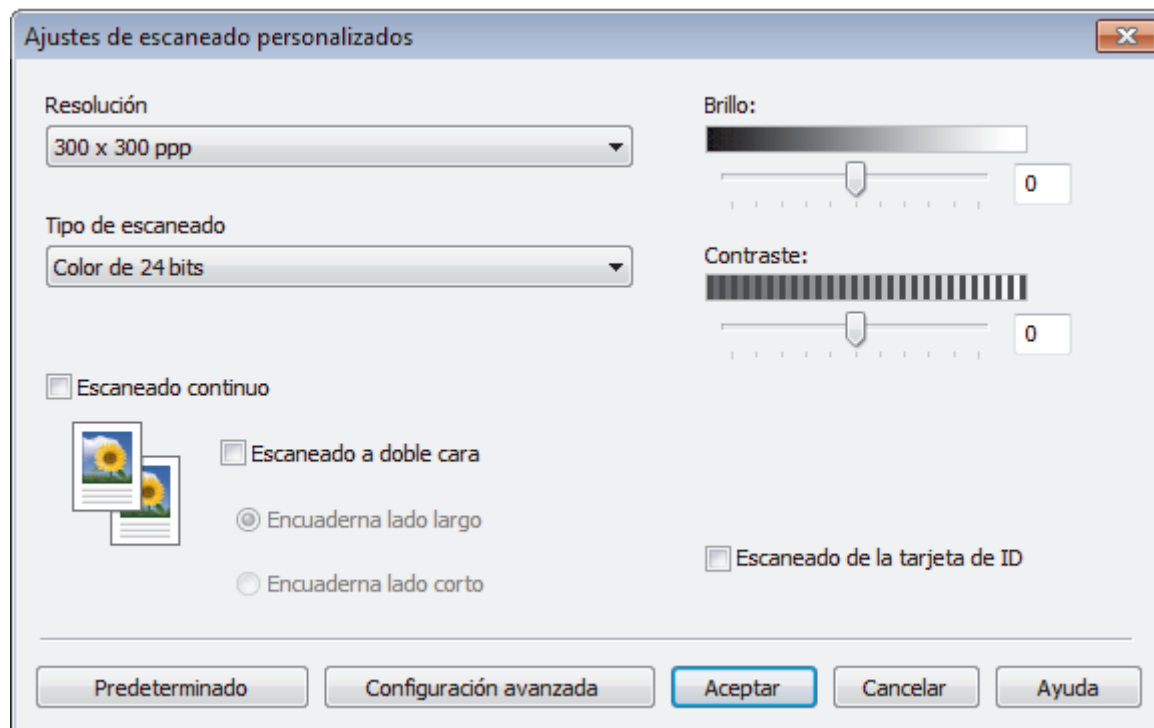 Ajustes de escaneado personalizados
Resolución
300 x 300 ppp
Tipo de escaneado
Color de 24 bits
Brillo:
0
Contraste:
0
Escaneado continuo
Escaneado a doble cara
Encuaderna lado largo
Encuaderna lado corto
Escaneado de la tarjeta de ID
Predeterminado
Configuración avanzada
Aceptar
Cancelar
Ayuda